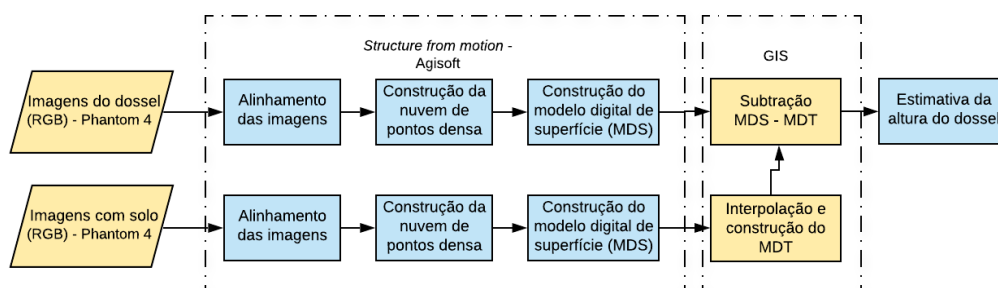 Structure from motion -
Agisoft
GIS
Imagens do dossel
(RGB) - Phantom 4
Alinhamento
das imagens
Construção da
nuvem de
pontos densa
Construção do
modelo digital de
superfície (MDS)
Subtração
MDS - MDT
Estimativa da
altura do dossel
Imagens com solo
(RGB) - Phantom 4
Alinhamento
das imagens
Construção da
nuvem de
pontos densa
Construção do
modelo digital de
superfície (MDS)
Interpolação e
construção do
MDT